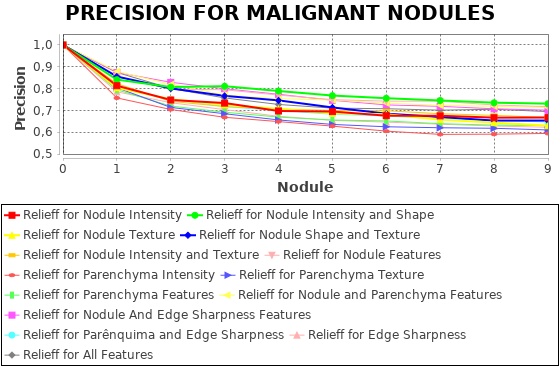 PRECISION FOR MALIGNANT NODULES
1,0
0,9
0,8
0,7
0,6
0,5
Precision
0 1 2 3 4 5 6 7 8 9
Nodule
Relieff for Nodule Intensity Relieff for Nodule Intensity and Shape
Relieff for Nodule Texture Relieff for Nodule Shape and Texture
Relieff for Nodule Intensity and Texture Relieff for Nodule Features
Relieff for Parenchyma Intensity Relieff for Parenchyma Texture
Relieff for Parenchyma Features Relieff for Nodule and Parenchyma Features
Relieff for Nodule And Edge Sharpness Features
Relieff for Parênquima and Edge Sharpness Relieff for Edge Sharpness
Relieff for All Features